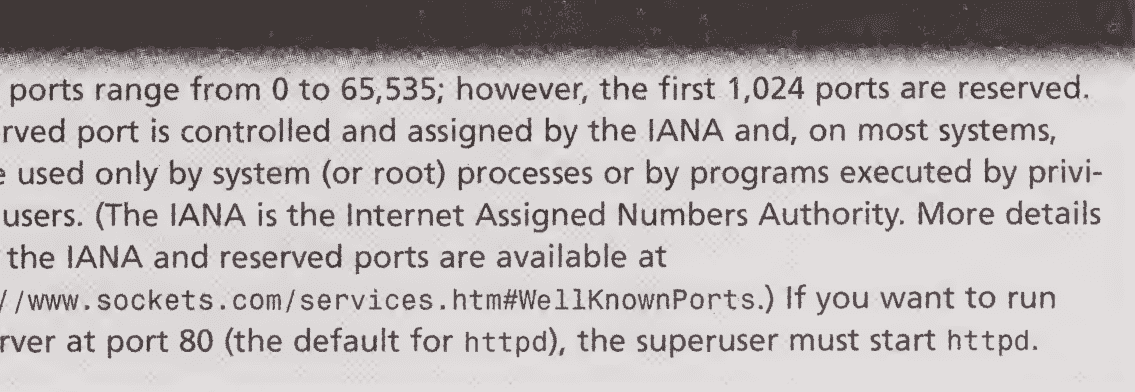 ports range from 0 to 65,535; however, the first 1,024 ports are reserved.
rved port is controlled and assigned by the IANA and, on most systems,
e used only by system (or root) processes or by programs executed by privi-
users. (The IANA is the Internet Assigned Numbers Authority. More details
the IANA and reserved ports are available at
//www.sockets.com/services.htm#WellKnownPorts.) If you want to run
rver at port 80 (the default for httpd), the superuser must start httpd.